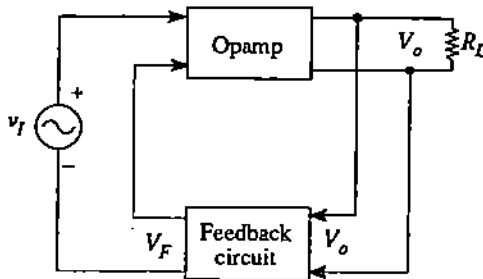 Opamp
V_o
R_L
+
v_I
–
V_F
Feedback
circuit
V_o